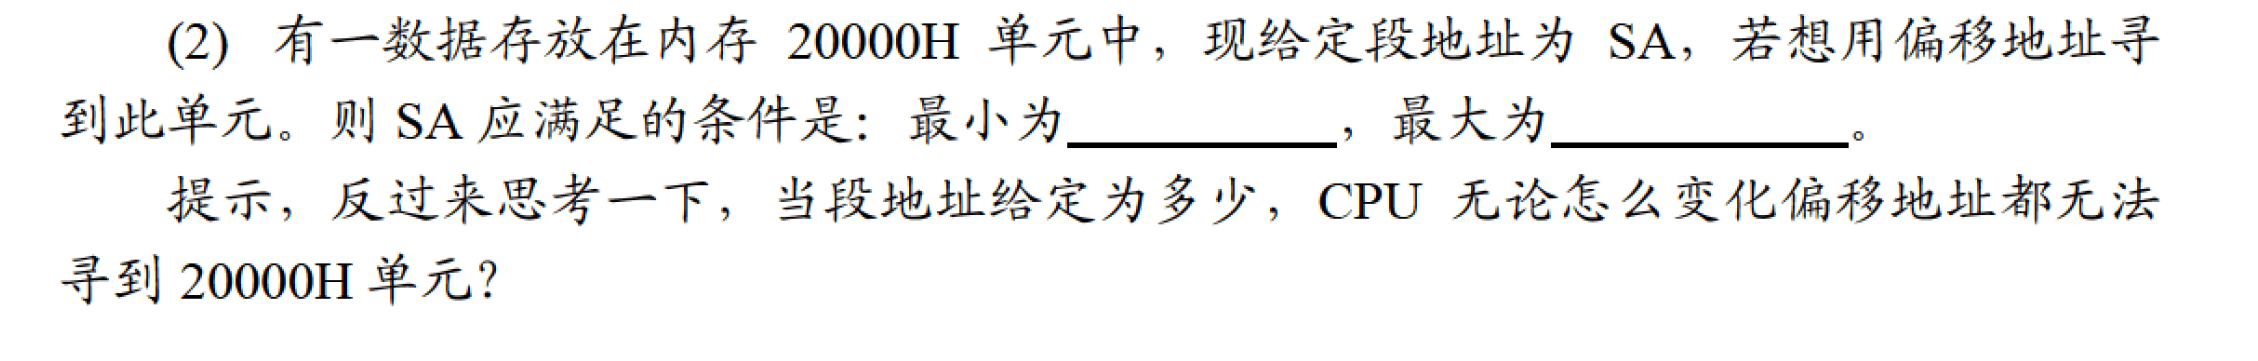 (2) 有一数据存放在内存 20000H 单元中，现给定段地址为 SA，若想用偏移地址寻
到此单元。则 SA 应满足的条件是：最小为__________，最大为__________。
提示，反过来思考一下，当段地址给定为多少，CPU 无论怎么变化偏移地址都无法
寻到 20000H 单元？